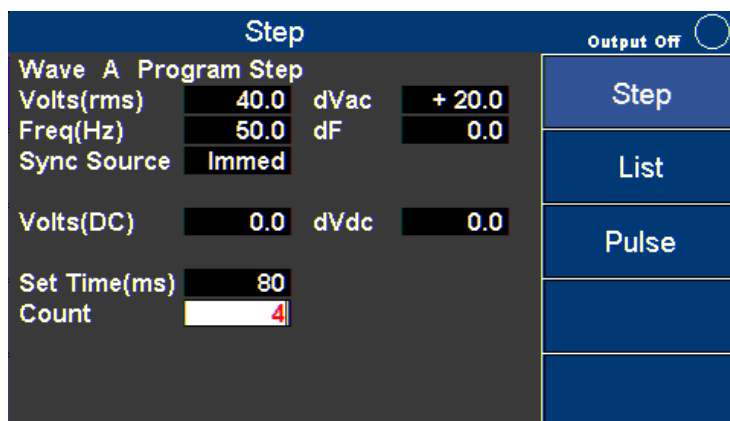 Step
Output Off
Wave A Program Step
Volts(rms) 40.0 dVac + 20.0
Freq(Hz) 50.0 dF 0.0
Sync Source Immed
Volts(DC) 0.0 dVdc 0.0
Set Time(ms) 80
Count 4
Step
List
Pulse